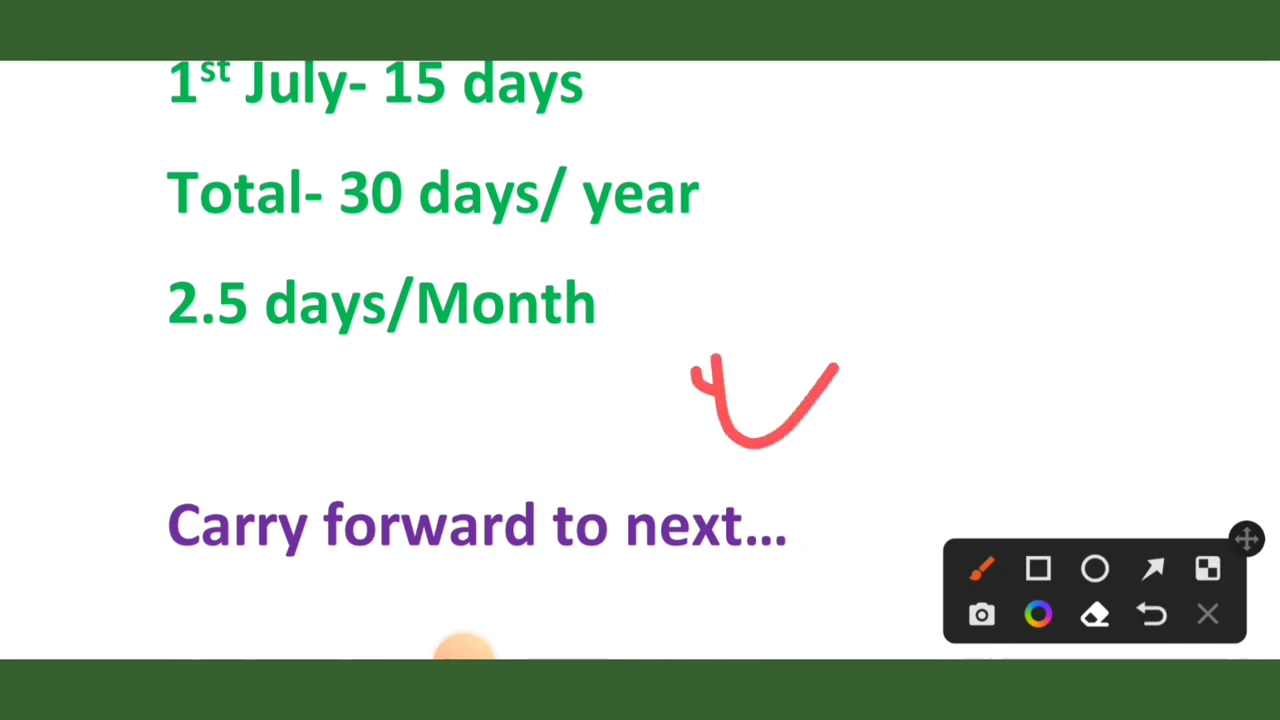 1st July- 15 days
Total- 30 days/ year
2.5 days/Month
Carry forward to next...